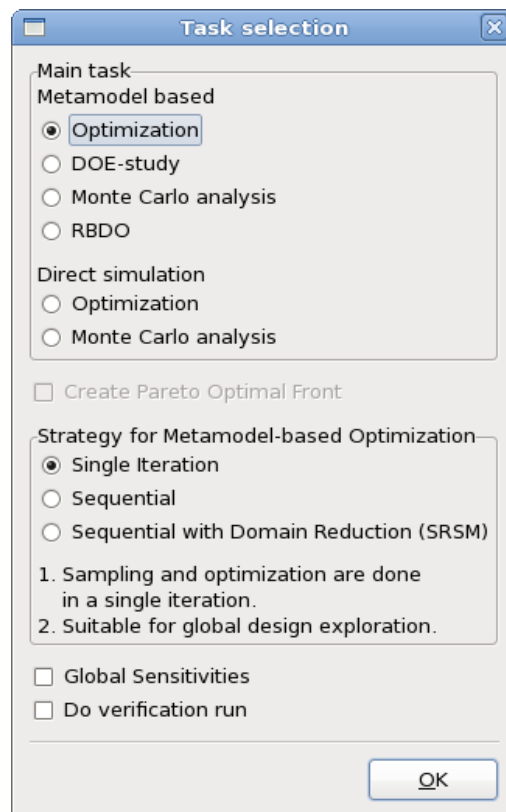 Task selection
Main task
Metamodel based
Optimization
DOE-study
Monte Carlo analysis
RBDO
Direct simulation
Optimization
Monte Carlo analysis
Create Pareto Optimal Front
Strategy for Metamodel-based Optimization
Single Iteration
Sequential
Sequential with Domain Reduction (SRSM)
1. Sampling and optimization are done
in a single iteration.
2. Suitable for global design exploration.
Global Sensitivities
Do verification run
OK